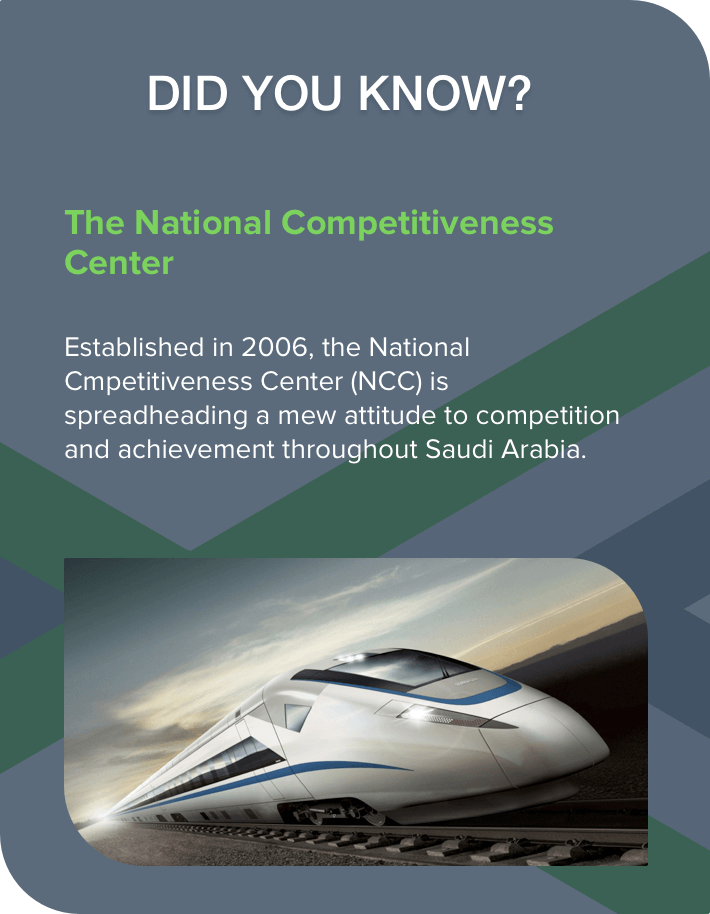 DID YOU KNOW?
The National Competitiveness
Center
Established in 2006, the National
Cmpetitiveness Center (NCC) is
spreadheading a mew attitude to competition
and achievement throughout Saudi Arabia.